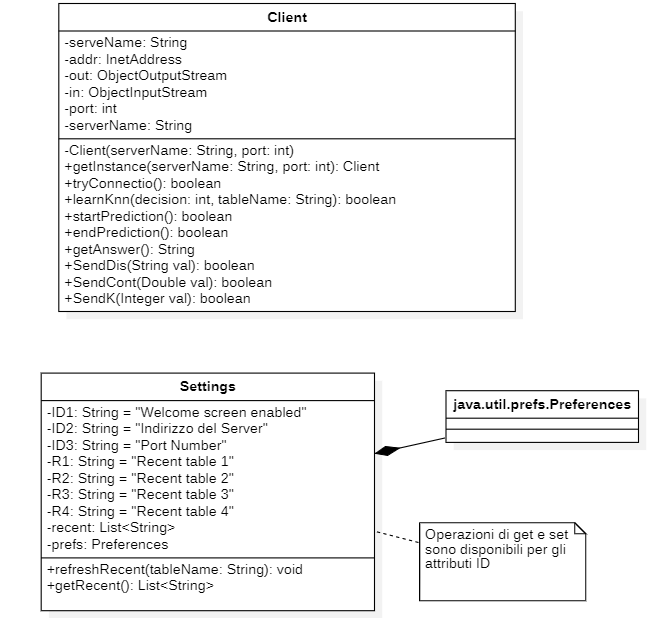 Client
-serveName: String
-addr: InetAddress
-out: ObjectOutputStream
-in: ObjectInputStream
-port: int
-serverName: String
-Client(serverName: String, port: int)
+getInstance(serverName: String, port: int): Client
+tryConnectio(): boolean
+learnKnn(decision: int, tableName: String): boolean
+startPrediction(): boolean
+endPrediction(): boolean
+getAnswer(): String
+SendDis(String val): boolean
+SendCont(Double val): boolean
+SendK(Integer val): boolean
Settings
-ID1: String = "Welcome screen enabled"
-ID2: String = "Indirizzo del Server"
-ID3: String = "Port Number"
-R1: String = "Recent table 1"
-R2: String = "Recent table 2"
-R3: String = "Recent table 3"
-R4: String = "Recent table 4"
-recent: List<String>
-prefs: Preferences
+refreshRecent(tableName: String): void
+getRecent(): List<String>
java.util.prefs.Preferences
Operazioni di get e set
sono disponibili per gli
attributi ID